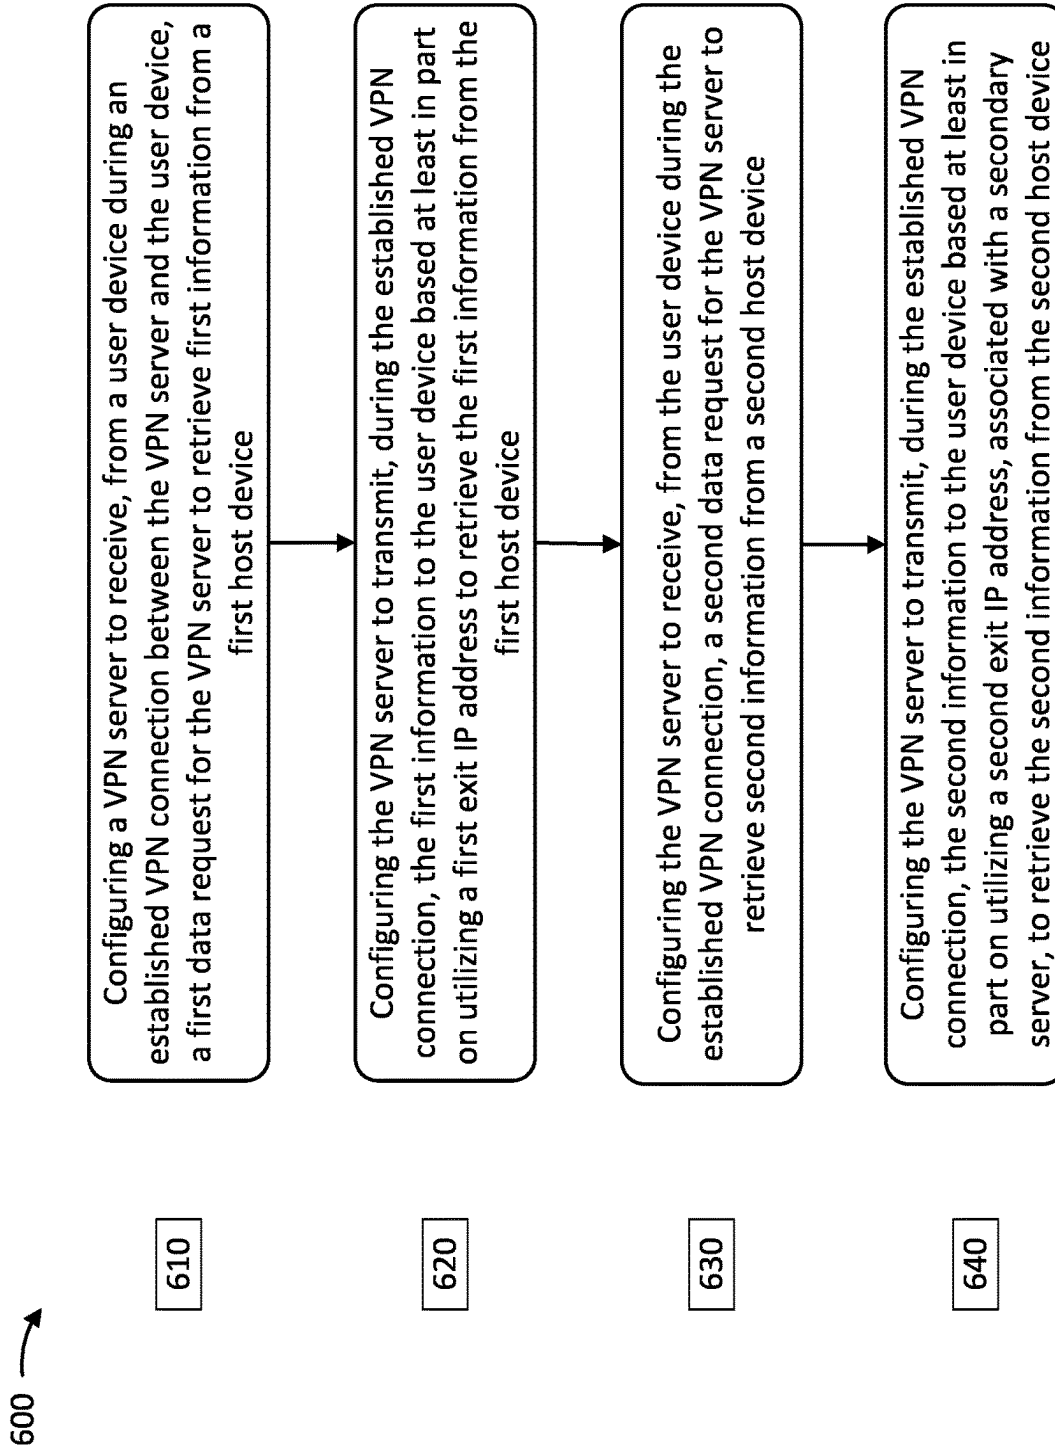 600
610
Configuring a VPN server to receive, from a user device during an
established VPN connection between the VPN server and the user device,
a first data request for the VPN server to retrieve first information from a
first host device
620
Configuring the VPN server to transmit, during the established VPN
connection, the first information to the user device based at least in part
on utilizing a first exit IP address to retrieve the first information from the
first host device
630
Configuring the VPN server to receive, from the user device during the
established VPN connection, a second data request for the VPN server to
retrieve second information from a second host device
640
Configuring the VPN server to transmit, during the established VPN
connection, the second information to the user device based at least in
part on utilizing a second exit IP address, associated with a secondary
server, to retrieve the second information from the second host device